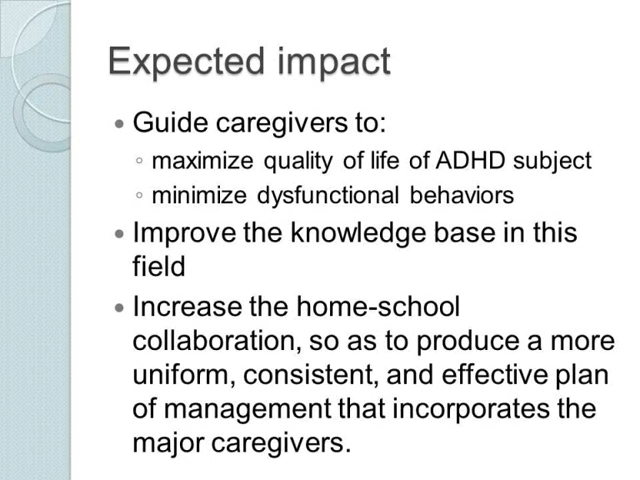 Expected impact
• Guide caregivers to:
◦ maximize quality of life of ADHD subject
◦ minimize dysfunctional behaviors
• Improve the knowledge base in this
field
• Increase the home-school
collaboration, so as to produce a more
uniform, consistent, and effective plan
of management that incorporates the
major caregivers.